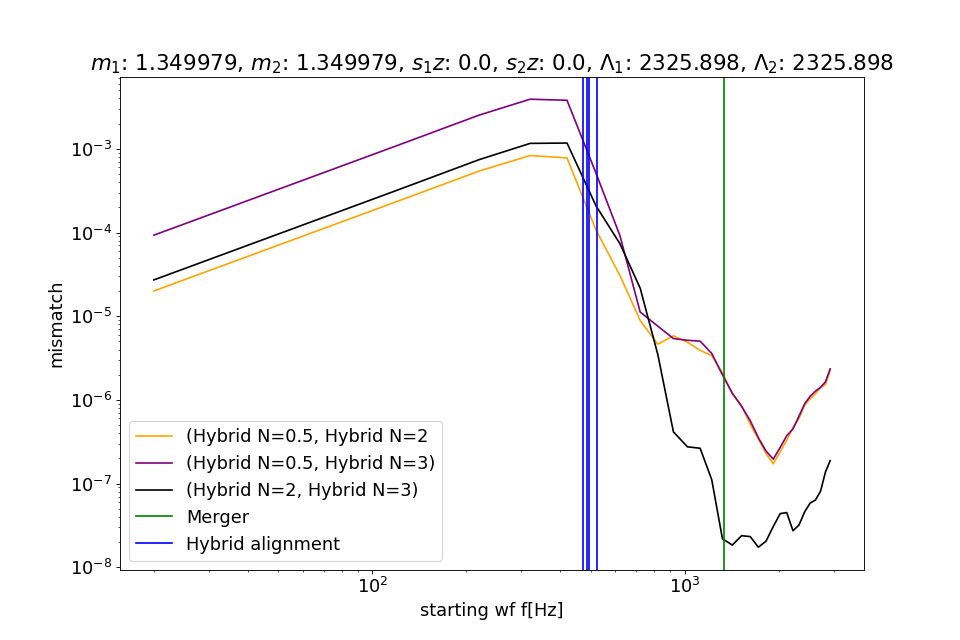 m₁: 1.349979, m₂: 1.349979, s₁z: 0.0, s₂z: 0.0, Λ₁: 2325.898, Λ₂: 2325.898
mismatch
10⁻³
10⁻⁴
10⁻⁵
10⁻⁶
10⁻⁷
10⁻⁸
(Hybrid N=0.5, Hybrid N=2
(Hybrid N=0.5, Hybrid N=3)
(Hybrid N=2, Hybrid N=3)
Merger
Hybrid alignment
10² 10³
starting wf f[Hz]